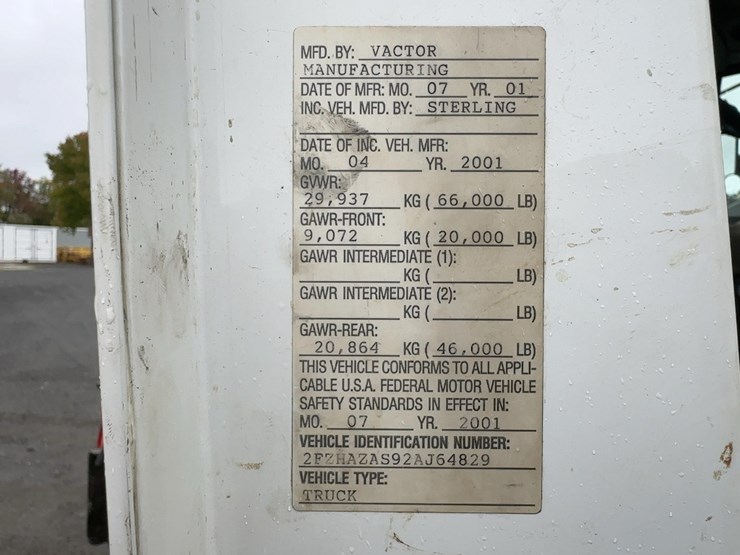 MFD. BY: VACTOR
MANUFACTURING
DATE OF MFR: MO. 07 YR. 01
INC. VEH. MFD. BY: STERLING
DATE OF INC. VEH. MFR:
MO. 04 YR. 2001
GVWR:
29,937 KG ( 66,000 LB)
GAWR-FRONT:
9,072 KG ( 20,000 LB)
GAWR INTERMEDIATE (1):
KG ( LB)
GAWR INTERMEDIATE (2):
KG ( LB)
GAWR-REAR:
20,864 KG ( 46,000 LB)
THIS VEHICLE CONFORMS TO ALL APPLI-
CABLE U.S.A. FEDERAL MOTOR VEHICLE
SAFETY STANDARDS IN EFFECT IN:
MO. 07 YR. 2001
VEHICLE IDENTIFICATION NUMBER:
2FZHAZAS92AJ64829
VEHICLE TYPE:
TRUCK